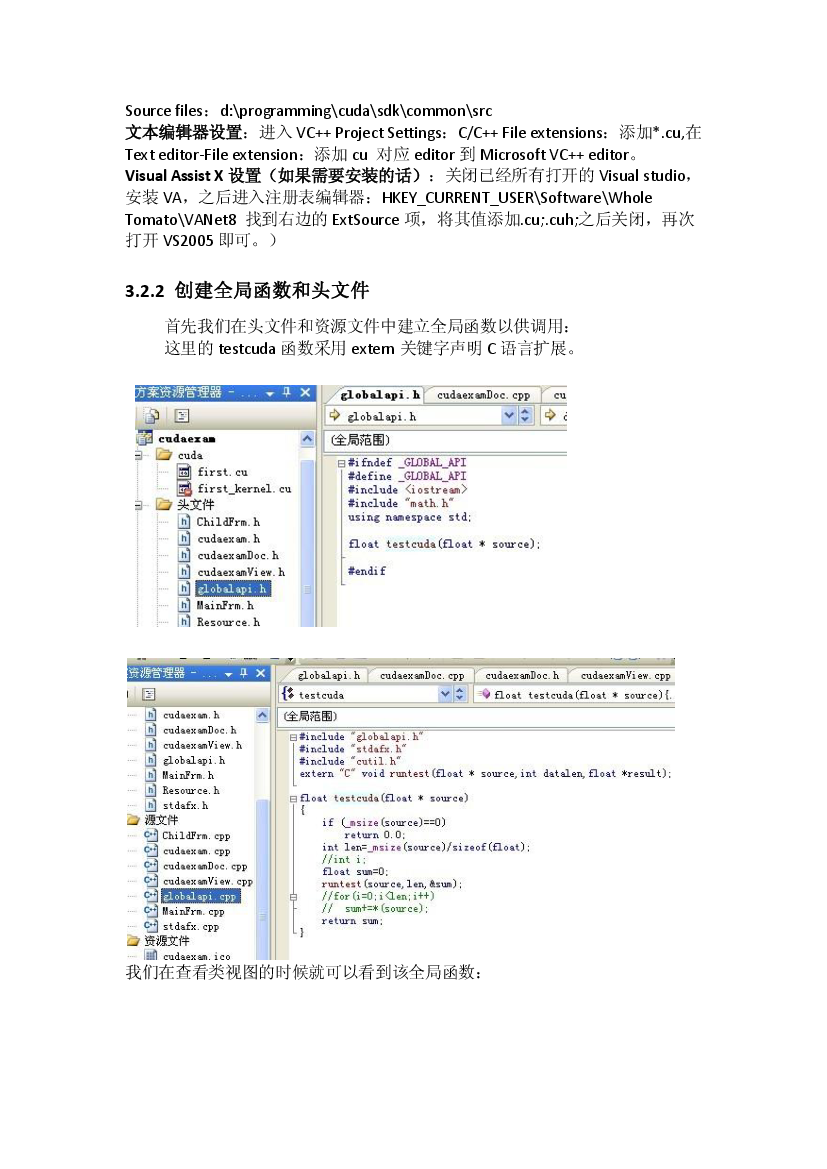 Source files：d:\programming\cuda\sdk\common\src
文本编辑器设置：进入 VC++ Project Settings：C/C++ File extensions：添加*.cu,在
Text editor-File extension：添加 cu 对应 editor 到 Microsoft VC++ editor。
Visual Assist X 设置（如果需要安装的话）：关闭已经所有打开的 Visual studio，
安装 VA，之后进入注册表编辑器：HKEY_CURRENT_USER\Software\Whole
Tomato\VANet8 找到右边的 ExtSource 项，将其值添加.cu;.cuh;之后关闭，再次
打开 VS2005 即可。）
3.2.2 创建全局函数和头文件
首先我们在头文件和资源文件中建立全局函数以供调用：
这里的 testcuda 函数采用 extern 关键字声明 C 语言扩展。
方案资源管理器 - ...
cudaexam
cuda
first.cu
first_kernel.cu
头文件
ChildFrm.h
cudaexam.h
cudaexamDoc.h
cudaexamView.h
globalapi.h
MainFrm.h
Resource.h
globalapi.h cudaexamDoc.cpp cu
globalapi.h
(全局范围)
#ifndef _GLOBAL_API
#define _GLOBAL_API
#include <iostream>
#include "math.h"
using namespace std;
float testcuda(float * source);
#endif
资源管理器 - ...
cudaexam.h
cudaexamDoc.h
cudaexamView.h
globalapi.h
MainFrm.h
Resource.h
stdafx.h
源文件
ChildFrm.cpp
cudaexam.cpp
cudaexamDoc.cpp
cudaexamView.cpp
globalapi.cpp
MainFrm.cpp
stdafx.cpp
资源文件
cudaexam.ico
globalapi.h cudaexamDoc.cpp cudaexamDoc.h cudaexamView.cpp
testcuda float testcuda(float * source){.
(全局范围)
#include "globalapi.h"
#include "stdafx.h"
#include "cutil.h"
extern "C" void runtest(float * source,int datalen,float *result);
float testcuda(float * source)
{
if (_msize(source)==0)
return 0.0;
int len=_msize(source)/sizeof(float);
//int i;
float sum=0;
runtest(source,len,&sum);
//for(i=0;i<len;i++)
// sum+=*(source);
return sum;
}
我们在查看类视图的时候就可以看到该全局函数：